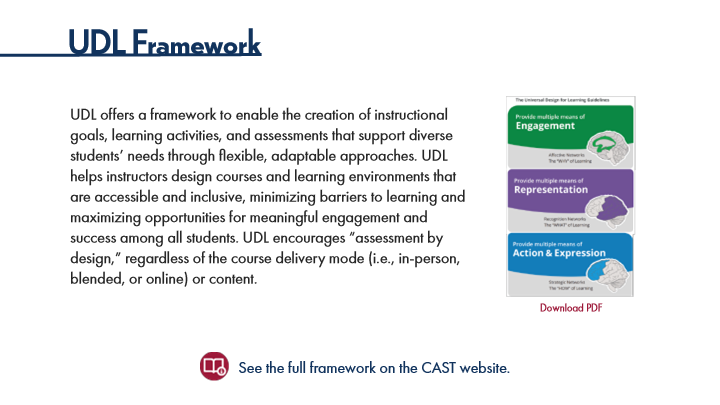 UDL Framework
UDL offers a framework to enable the creation of instructional
goals, learning activities, and assessments that support diverse
students’ needs through flexible, adaptable approaches. UDL
helps instructors design courses and learning environments that
are accessible and inclusive, minimizing barriers to learning and
maximizing opportunities for meaningful engagement and
success among all students. UDL encourages “assessment by
design,” regardless of the course delivery mode (i.e., in-person,
blended, or online) or content.
The Universal Design for Learning Guidelines
Provide multiple means of
Engagement
Affective Networks
The "WHY" of Learning
Provide multiple means of
Representation
Recognition Networks
The "WHAT" of Learning
Provide multiple means of
Action & Expression
Strategic Networks
The "HOW" of Learning
Download PDF
See the full framework on the CAST website.